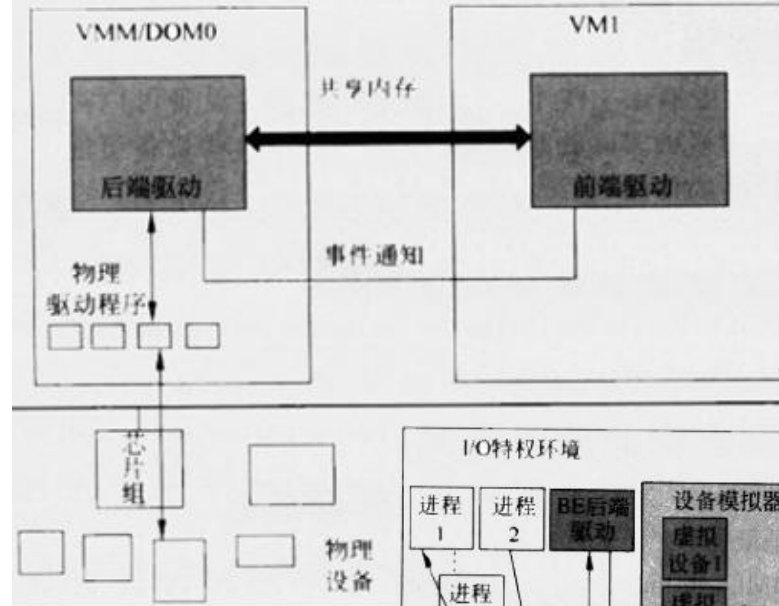 VMM/DOM0
VM1
共享内存
后端驱动
前端驱动
事件通知
物理
驱动程序
芯
片
组
物理
设备
I/O特权环境
进程
1
进程
2
BE后端
驱动
进程
设备模拟器
虚拟
设备1
虚拟